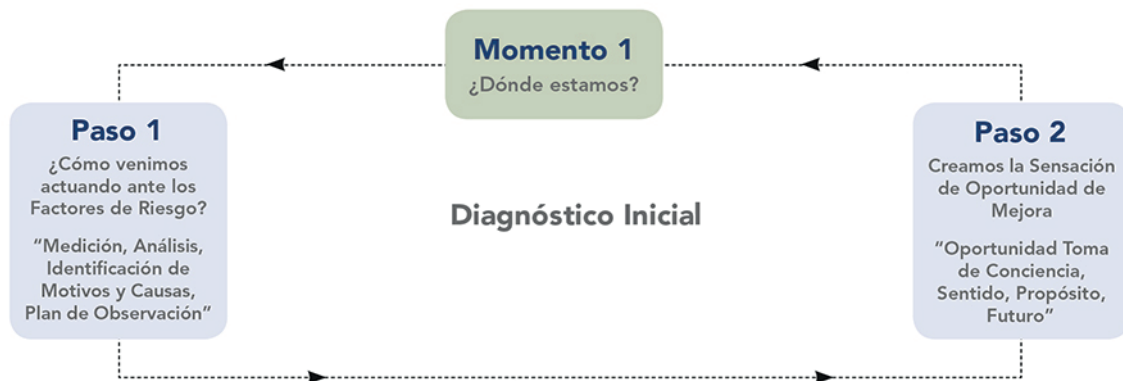 Momento 1
¿Dónde estamos?
Paso 1
¿Cómo venimos
actuando ante los
Factores de Riesgo?
“Medición, Análisis,
Identificación de
Motivos y Causas,
Plan de Observación”
Diagnóstico Inicial
Paso 2
Creamos la Sensación
de Oportunidad de
Mejora
“Oportunidad Toma
de Conciencia,
Sentido, Propósito,
Futuro”